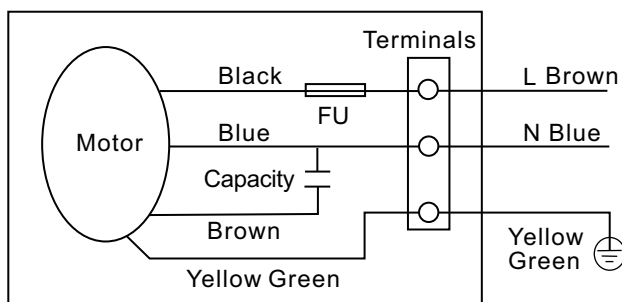 Terminals
Black
L Brown
FU
Blue
N Blue
Motor
Capacity
Brown
Yellow
Green
Yellow Green